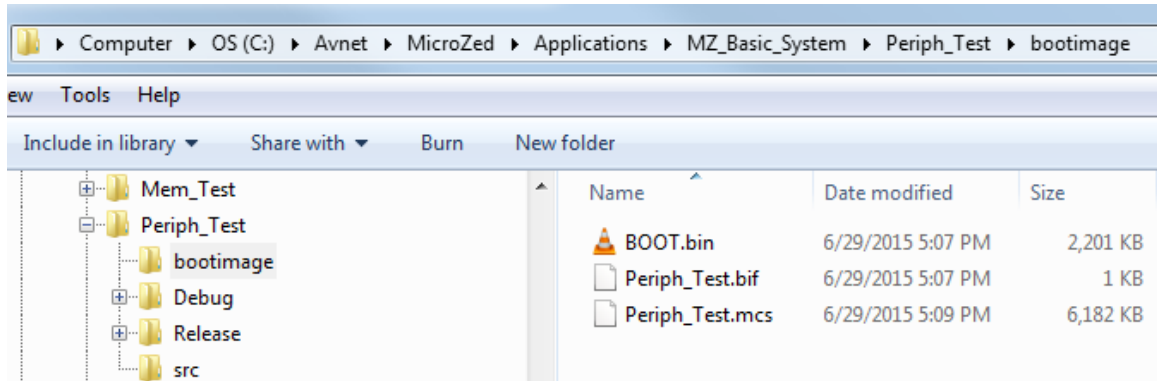 Computer ▸ OS (C:) ▸ Avnet ▸ MicroZed ▸ Applications ▸ MZ_Basic_System ▸ Periph_Test ▸ bootimage
ew Tools Help
Include in library Share with Burn New folder
Mem_Test
Periph_Test
bootimage
Debug
Release
src
Name Date modified Size
BOOT.bin 6/29/2015 5:07 PM 2,201 KB
Periph_Test.bif 6/29/2015 5:07 PM 1 KB
Periph_Test.mcs 6/29/2015 5:09 PM 6,182 KB